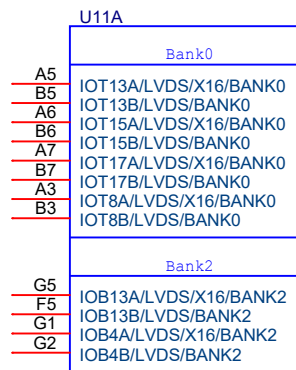 U11A
Bank0
A5 IOT13A/LVDS/X16/BANK0
B5 IOT13B/LVDS/BANK0
A6 IOT15A/LVDS/X16/BANK0
B6 IOT15B/LVDS/BANK0
A7 IOT17A/LVDS/X16/BANK0
B7 IOT17B/LVDS/BANK0
A3 IOT8A/LVDS/X16/BANK0
B3 IOT8B/LVDS/BANK0
Bank2
G5 IOB13A/LVDS/X16/BANK2
F5 IOB13B/LVDS/BANK2
G1 IOB4A/LVDS/X16/BANK2
G2 IOB4B/LVDS/BANK2